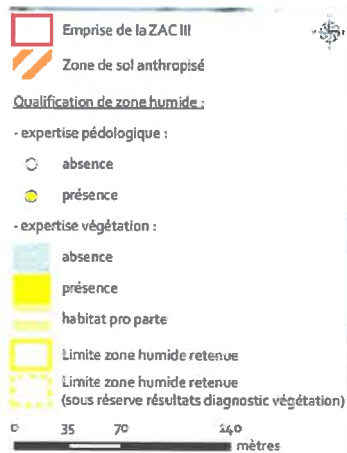 Emprise de la ZAC III
Zone de sol anthropisé
Qualification de zone humide :
- expertise pédologique :
absence
présence
- expertise végétation :
absence
présence
habitat pro parte
Limite zone humide retenue
Limite zone humide retenue
(sous réserve résultats diagnostic végétation)
0 35 70 140
mètres